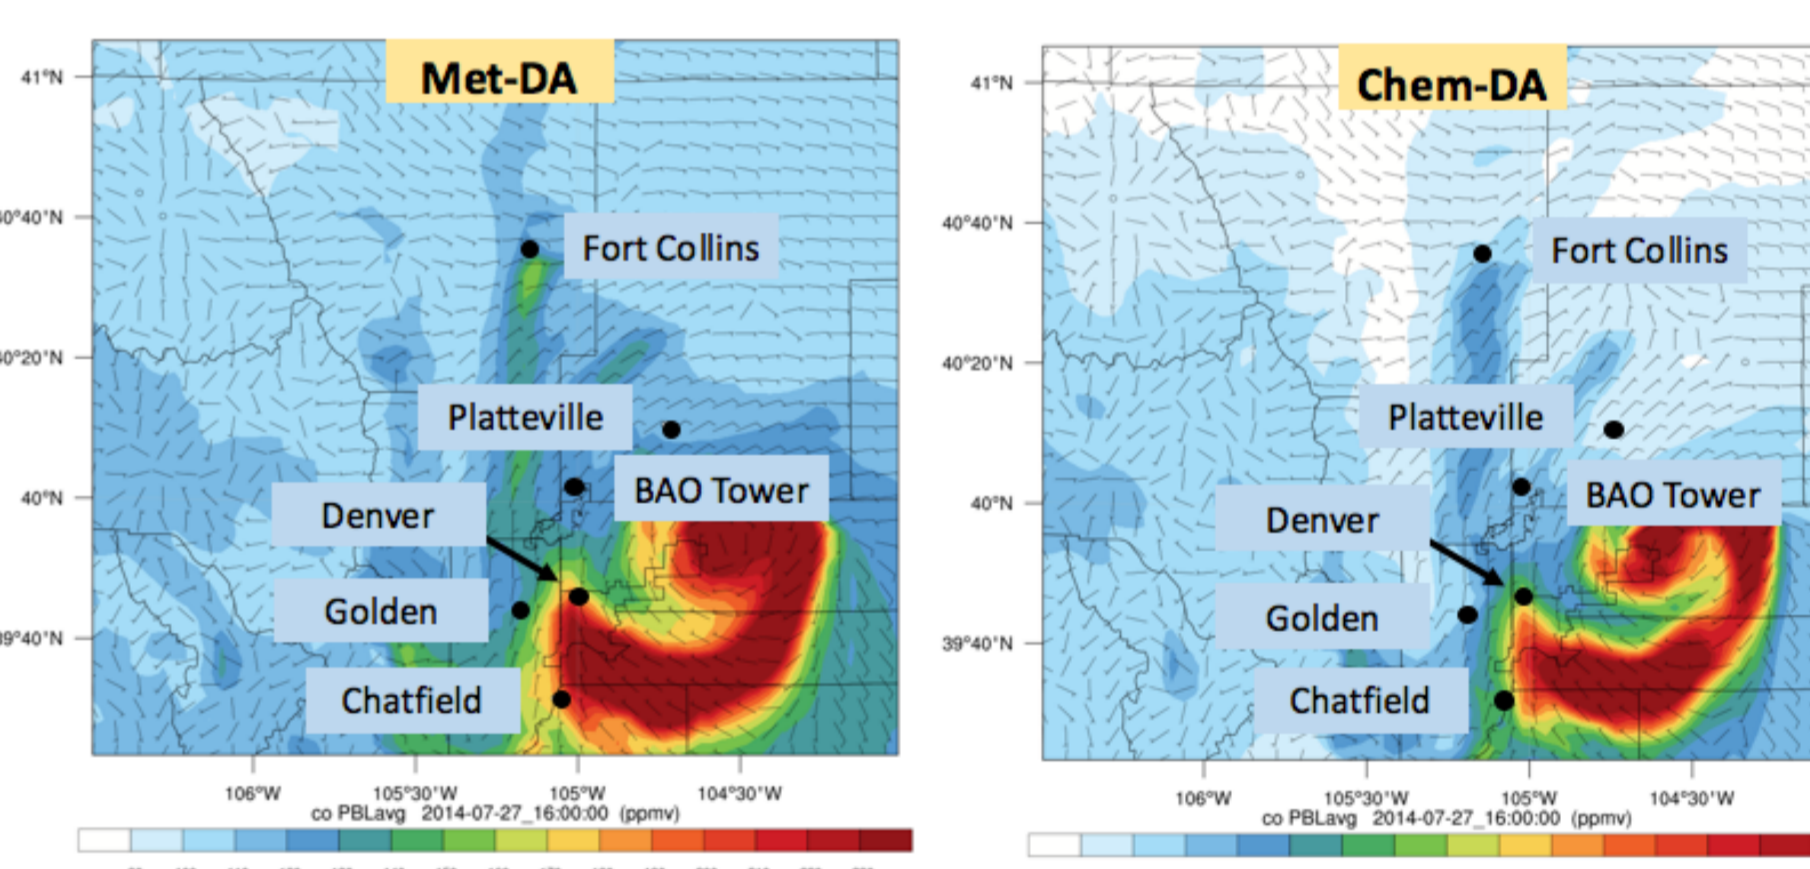 Met-DA
41°N
40°40'N
Fort Collins
40°20'N
Platteville
40°N
BAO Tower
Denver
Golden
39°40'N
Chatfield
106°W 105°30'W 105°W 104°30'W
co PBLavg 2014-07-27_16:00:00 (ppmv)
Chem-DA
41°N
40°40'N
Fort Collins
40°20'N
Platteville
40°N
BAO Tower
Denver
Golden
39°40'N
Chatfield
106°W 105°30'W 105°W 104°30'W
co PBLavg 2014-07-27_16:00:00 (ppmv)